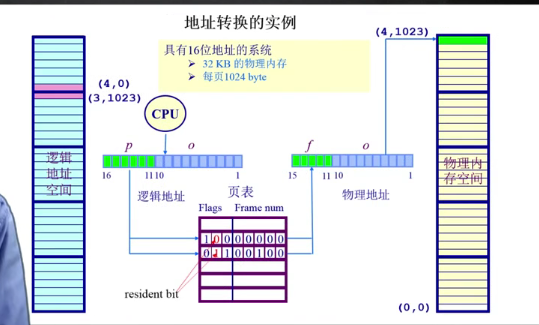 地址转换的实例
具有16位地址的系统
32 KB 的物理内存
每页1024 byte
(4,1023)
(4,0)
(3,1023)
CPU
p o
f o
16 1110 1
15 11 10 1
逻辑
地址
空间
逻辑地址
页表
物理地址
物理内
存空间
Flags Frame num
1 0 0 0 0 0 0 0
0 1 1 0 0 1 0 0
resident bit
(0,0)